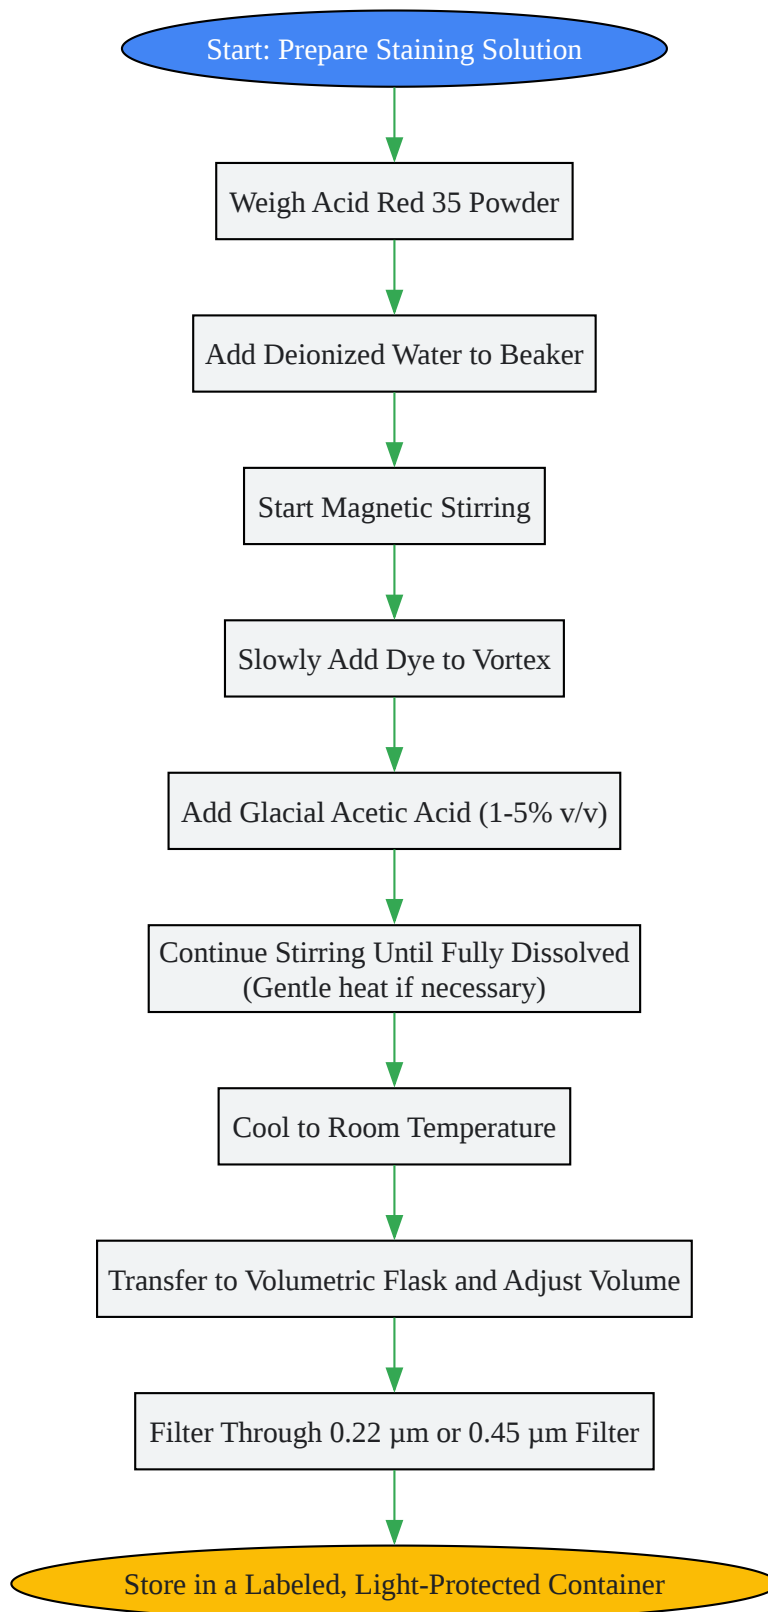 Start: Prepare Staining Solution
Weigh Acid Red 35 Powder
Add Deionized Water to Beaker
Start Magnetic Stirring
Slowly Add Dye to Vortex
Add Glacial Acetic Acid (1-5% v/v)
Continue Stirring Until Fully Dissolved
(Gentle heat if necessary)
Cool to Room Temperature
Transfer to Volumetric Flask and Adjust Volume
Filter Through 0.22 µm or 0.45 µm Filter
Store in a Labeled, Light-Protected Container